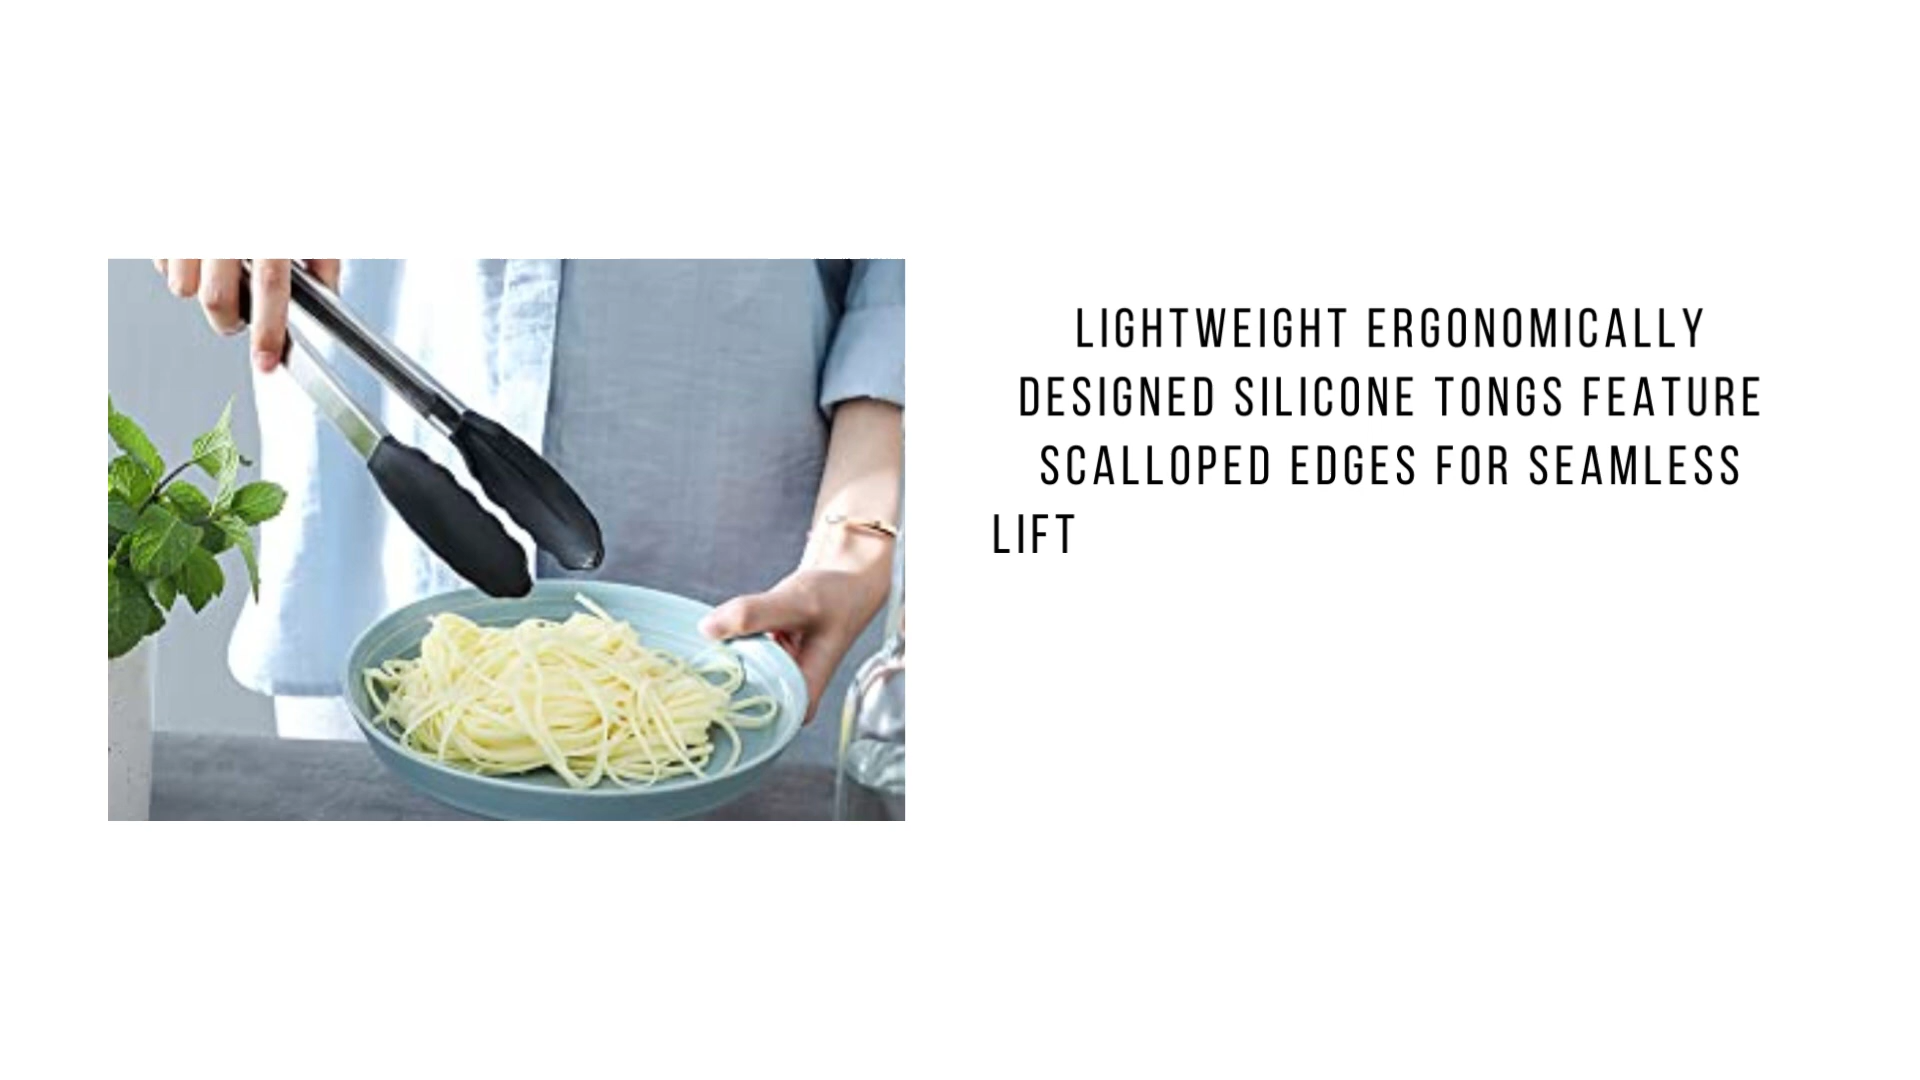 LIGHTWEIGHT ERGONOMICALLY
DESIGNED SILICONE TONGS FEATURE
SCALLOPED EDGES FOR SEAMLESS
LIFT